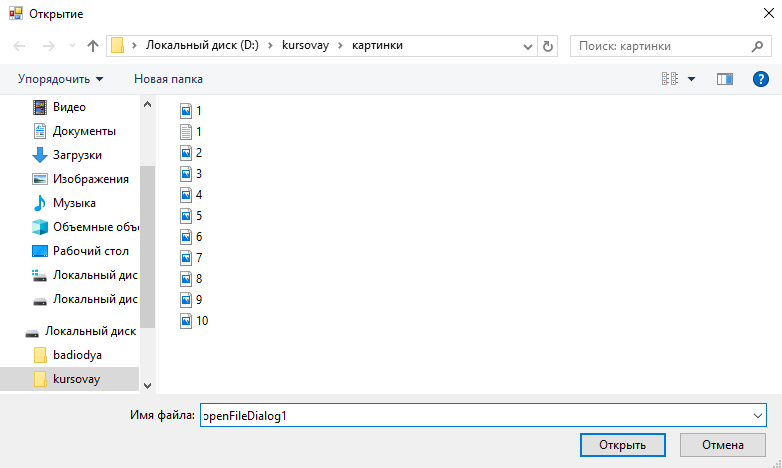 Открытие
Локальный диск (D:) kursovay картинки
Поиск: картинки
Упорядочить Новая папка
Видео
Документы
Загрузки
Изображения
Музыка
Объемные объ
Рабочий стол
Локальный дис
Локальный дис
Локальный диск
badiodya
kursovay
1
1
2
3
4
5
6
7
8
9
10
Имя файла: openFileDialog1
Открыть Отмена